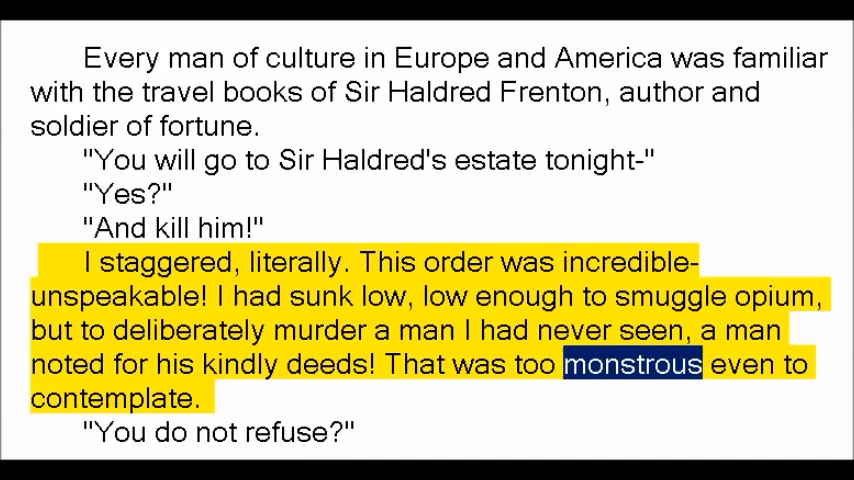 Every man of culture in Europe and America was familiar
with the travel books of Sir Haldred Frenton, author and
soldier of fortune.
"You will go to Sir Haldred's estate tonight-"
"Yes?"
"And kill him!"
I staggered, literally. This order was incredible-
unspeakable! I had sunk low, low enough to smuggle opium,
but to deliberately murder a man I had never seen, a man
noted for his kindly deeds! That was too monstrous even to
contemplate.
"You do not refuse?"